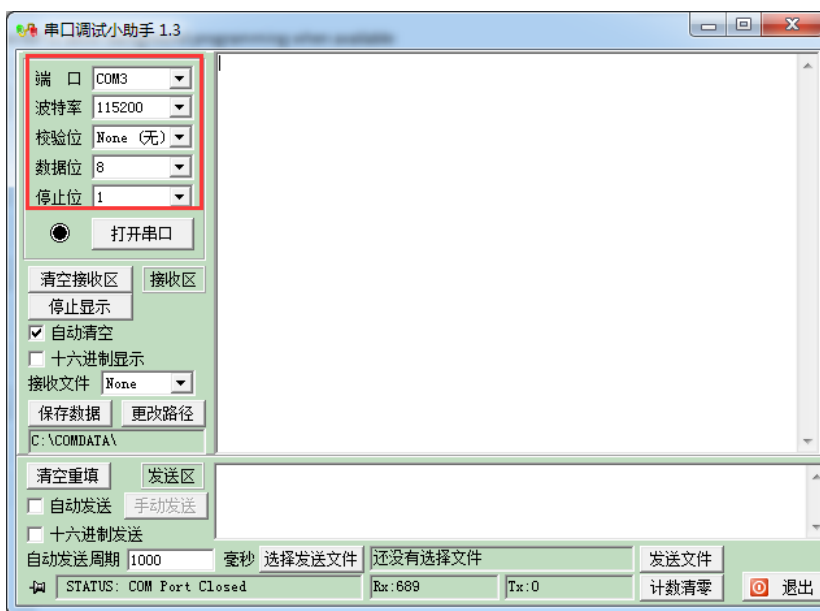 串口调试小助手 1.3
端 口 COM3
波特率 115200
校验位 None (无)
数据位 8
停止位 1
打开串口
清空接收区 接收区
停止显示
自动清空
十六进制显示
接收文件 None
保存数据 更改路径
C:\COMDATA\
清空重填 发送区
自动发送 手动发送
十六进制发送
自动发送周期 1000 毫秒 选择发送文件 还没有选择文件 发送文件
STATUS: COM Port Closed Rx:689 Tx:0 计数清零 退出